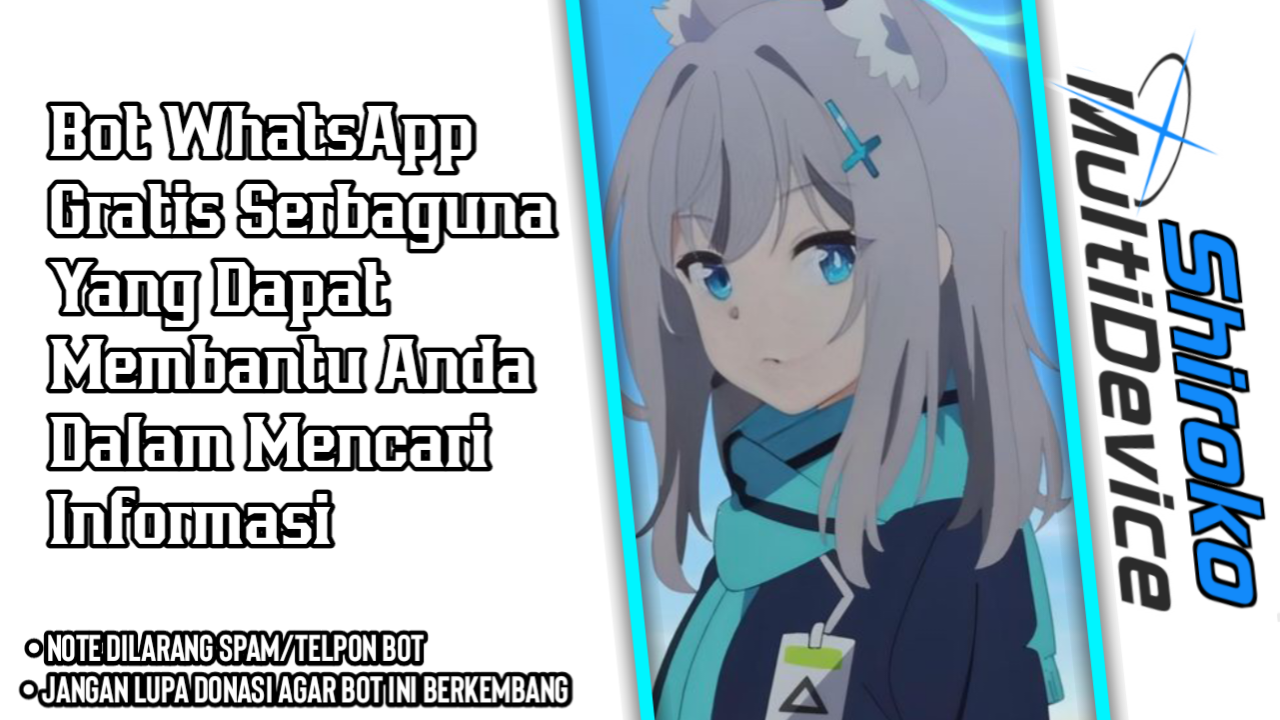 Bot WhatsApp
Gratis Serbaguna
Yang Dapat
Membantu Anda
Dalam Mencari
Informasi
• NOTE DILARANG SPAM/TELPON BOT
• JANGAN LUPA DONASI AGAR BOT INI BERKEMBANG
Shiroko
MultiDevice